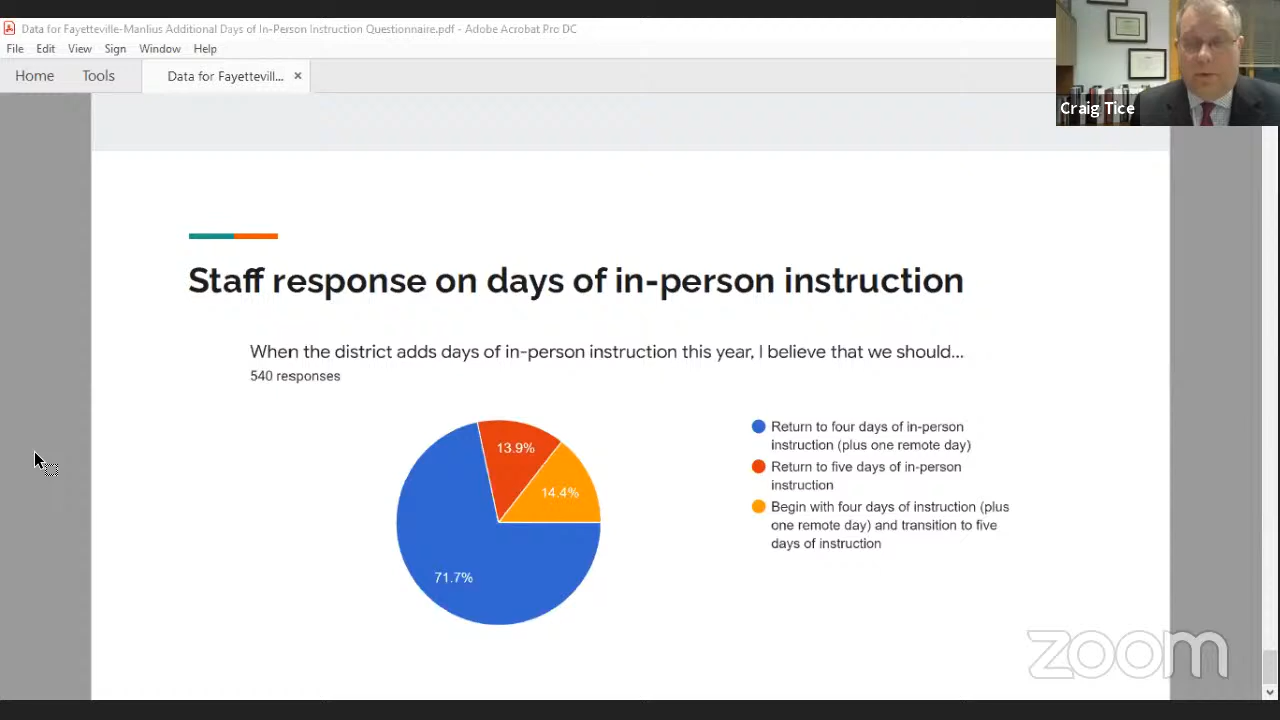 Data for Fayetteville-Manlius Additional Days of In-Person Instruction Questionnaire.pdf - Adobe Acrobat Pro DC
File Edit View Sign Window Help
Home Tools Data for Fayettevill... ×
Craig Tice
Staff response on days of in-person instruction
When the district adds days of in-person instruction this year, I believe that we should...
540 responses
13.9%
14.4%
71.7%
Return to four days of in-person
instruction (plus one remote day)
Return to five days of in-person
instruction
Begin with four days of instruction (plus
one remote day) and transition to five
days of instruction
zoom